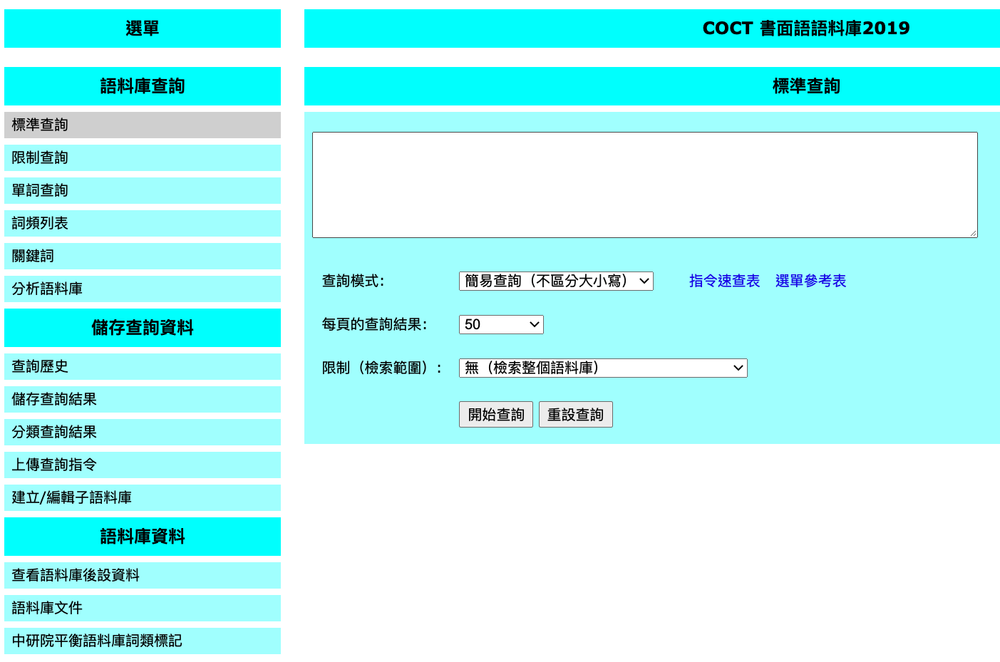 選單
COCT 書面語語料庫2019
語料庫查詢
標準查詢
限制查詢
單詞查詢
詞頻列表
關鍵詞
分析語料庫
儲存查詢資料
查詢歷史
儲存查詢結果
分類查詢結果
上傳查詢指令
建立/編輯子語料庫
語料庫資料
查看語料庫後設資料
語料庫文件
中研院平衡語料庫詞類標記
標準查詢
查詢模式: 簡易查詢（不區分大小寫） 指令速查表 選單參考表
每頁的查詢結果: 50
限制（檢索範圍）: 無（檢索整個語料庫）
開始查詢 重設查詢